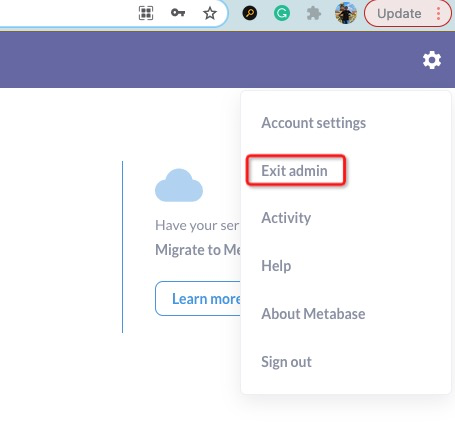 Update
Account settings
Exit admin
Have your ser
Activity
Migrate to Me
Help
Learn more
About Metabase
Sign out